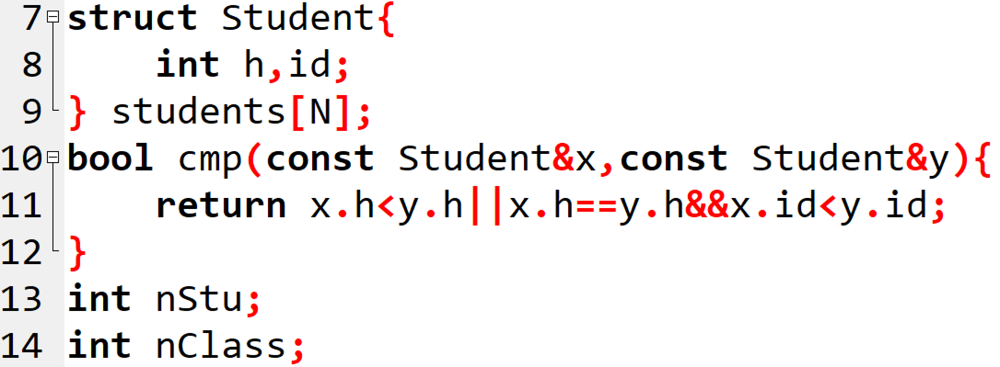 7 struct Student{
8     int h,id;
9 } students[N];
10 bool cmp(const Student&x,const Student&y){
11     return x.h<y.h||x.h==y.h&&x.id<y.id;
12 }
13 int nStu;
14 int nClass;